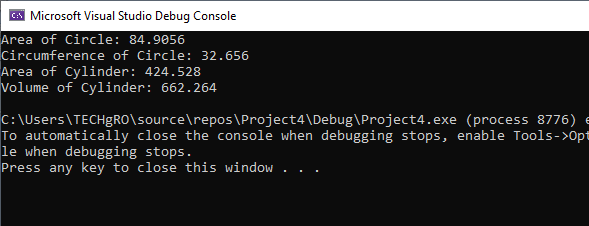 Microsoft Visual Studio Debug Console
Area of Circle: 84.9056
Circumference of Circle: 32.656
Area of Cylinder: 424.528
Volume of Cylinder: 662.264
C:\Users\TECHgRO\source\repos\Project4\Debug\Project4.exe (process 8776) e
To automatically close the console when debugging stops, enable Tools->Opt
le when debugging stops.
Press any key to close this window . . .